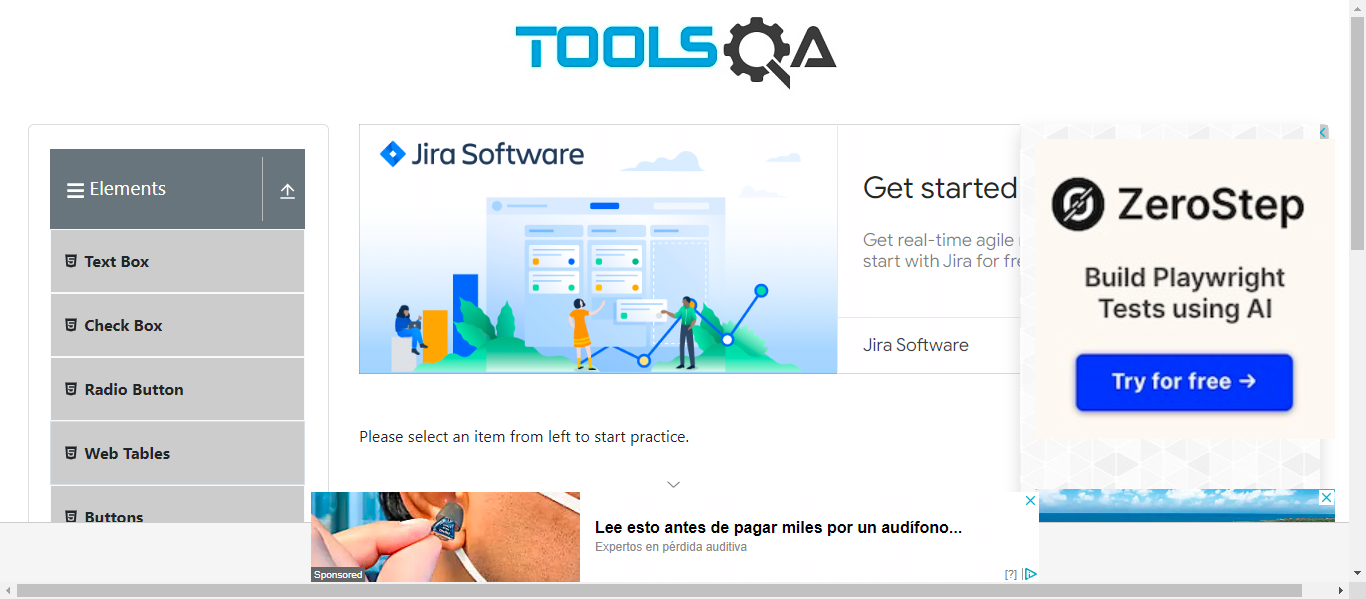 TOOLSQA
Elements
Text Box
Check Box
Radio Button
Web Tables
Buttons
Jira Software
Get started
Get real-time agile
start with Jira for
Jira Software
ZeroStep
Build Playwright
Tests using AI
Try for free →
Please select an item from left to start practice.
Lee esto antes de pagar miles por un audífono...
Expertos en pérdida auditiva
Sponsored
[?]